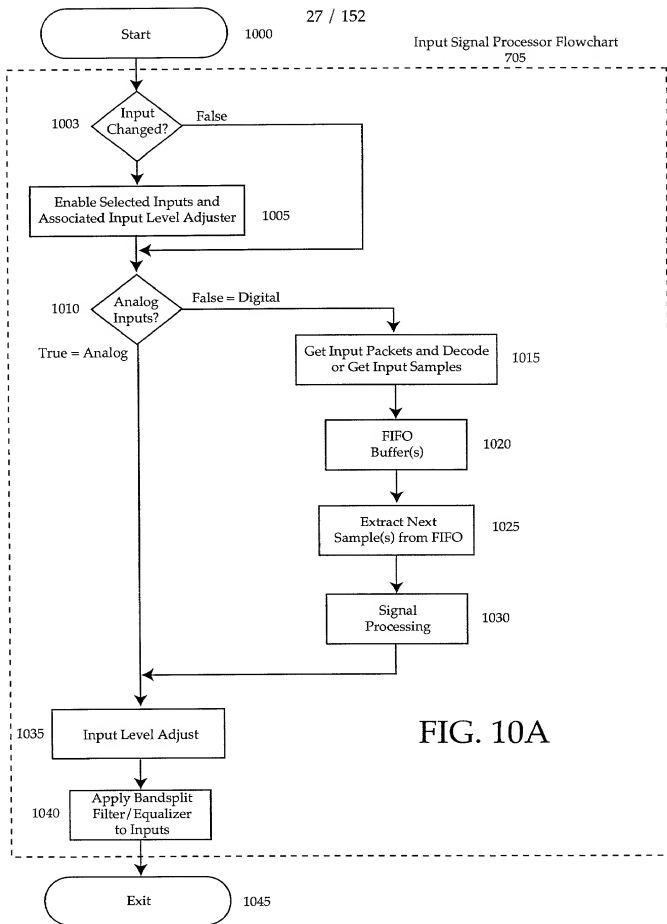 27 / 152
Start
1000
Input Signal Processor Flowchart
705
1003
Input
Changed?
False
Enable Selected Inputs and
Associated Input Level Adjuster
1005
1010
Analog
Inputs?
False = Digital
True = Analog
Get Input Packets and Decode
or Get Input Samples
1015
FIFO
Buffer(s)
1020
Extract Next
Sample(s) from FIFO
1025
Signal
Processing
1030
1035
Input Level Adjust
FIG. 10A
1040
Apply Bandsplit
Filter/Equalizer
to Inputs
Exit
1045